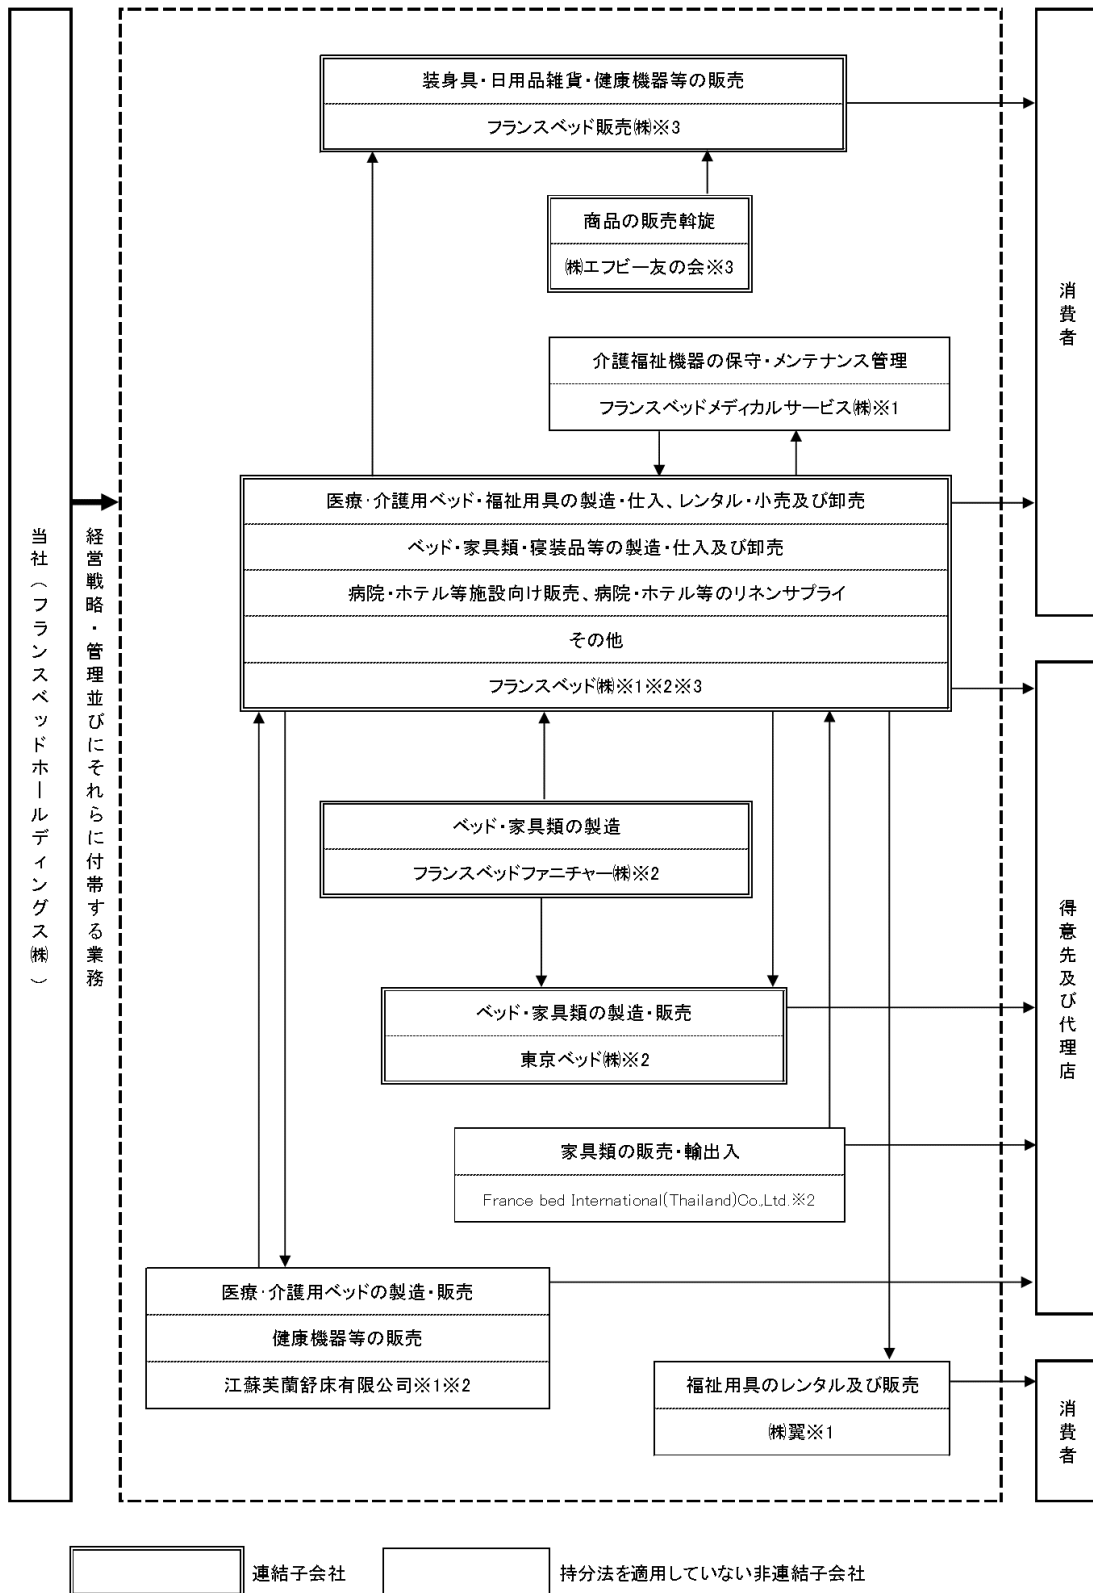 当社（フランスベッドホールディングス㈱）
経営戦略・管理並びにそれらに付帯する業務
装身具・日用品雑貨・健康機器等の販売
フランスベッド販売㈱※3
商品の販売斡旋
㈱エフビー友の会※3
介護福祉機器の保守・メンテナンス管理
フランスベッドメディカルサービス㈱※1
医療・介護用ベッド・福祉用具の製造・仕入、レンタル・小売及び卸売
ベッド・家具類・寝装品等の製造・仕入及び卸売
病院・ホテル等施設向け販売、病院・ホテル等のリネンサプライ
その他
フランスベッド㈱※1※2※3
ベッド・家具類の製造
フランスベッドファニチャー㈱※2
ベッド・家具類の製造・販売
東京ベッド㈱※2
家具類の販売・輸出入
France bed International(Thailand)Co.,Ltd.※2
医療・介護用ベッドの製造・販売
健康機器等の販売
江蘇芙蘭舒床有限公司※1※2
福祉用具のレンタル及び販売
㈱翼※1
消費者
得意先及び代理店
消費者
連結子会社
持分法を適用していない非連結子会社